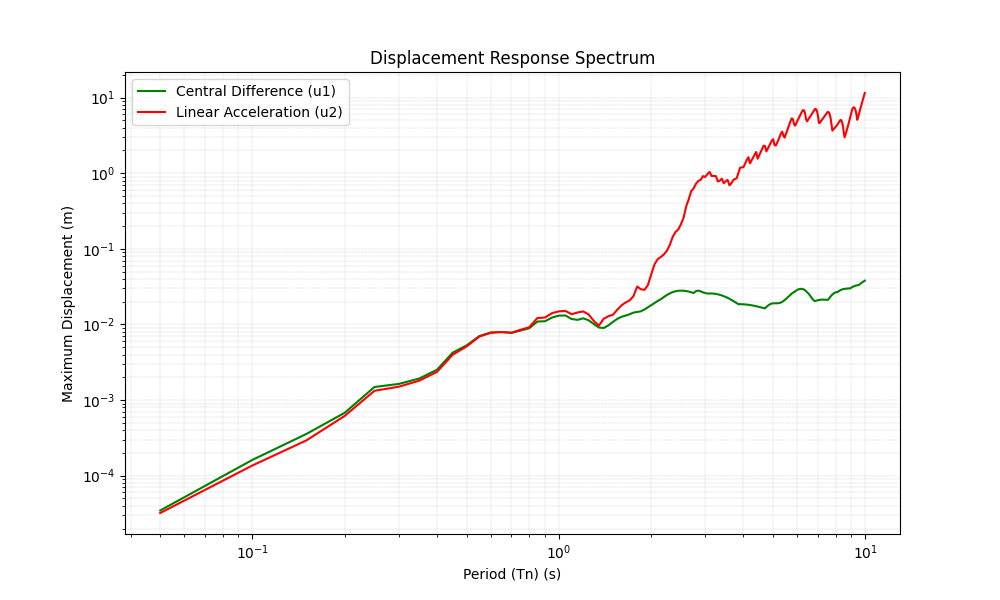 Displacement Response Spectrum
Central Difference (u1)
Linear Acceleration (u2)
Maximum Displacement (m)
10¹
10⁰
10⁻¹
10⁻²
10⁻³
10⁻⁴
10⁻¹
10⁰
10¹
Period (Tn) (s)